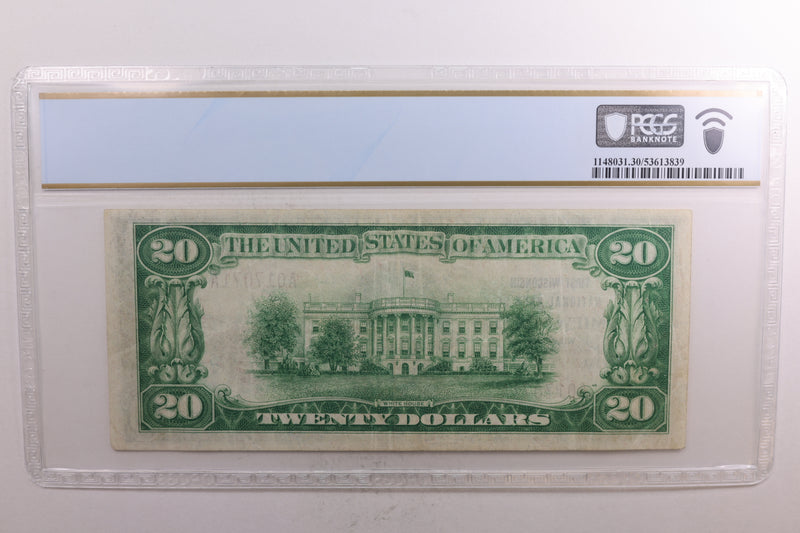 PCGS
BANKNOTE
1148031.30/53613839
20 THE UNITED STATES OF AMERICA 20
WHITE HOUSE
20 TWENTY DOLLARS 20